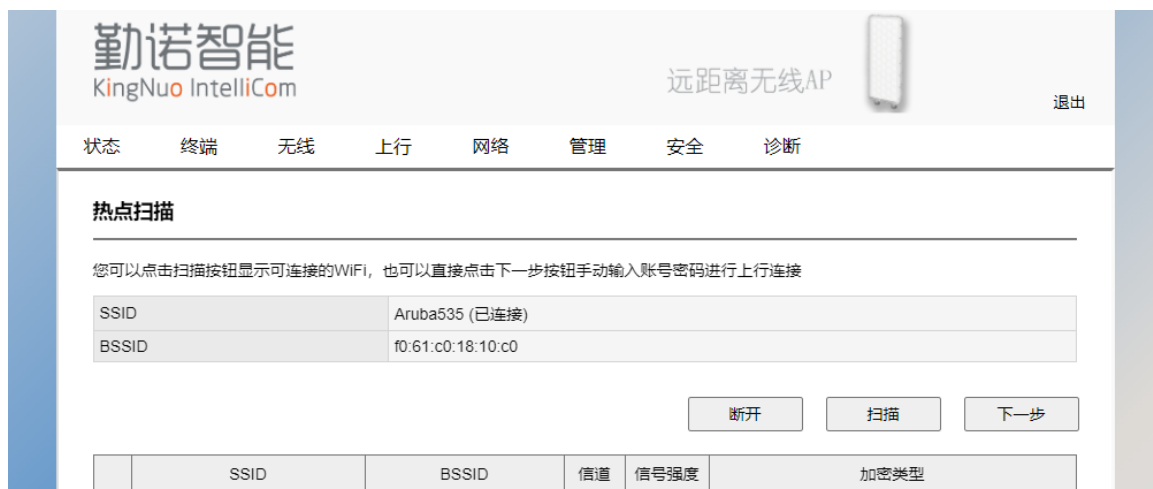 勤诺智能
KingNuo IntelliCom
远距离无线AP
退出
状态 终端 无线 上行 网络 管理 安全 诊断
热点扫描
您可以点击扫描按钮显示可连接的WiFi，也可以直接点击下一步按钮手动输入账号密码进行上行连接
SSID Aruba535 (已连接)
BSSID f0:61:c0:18:10:c0
断开 扫描 下一步
SSID BSSID 信道 信号强度 加密类型